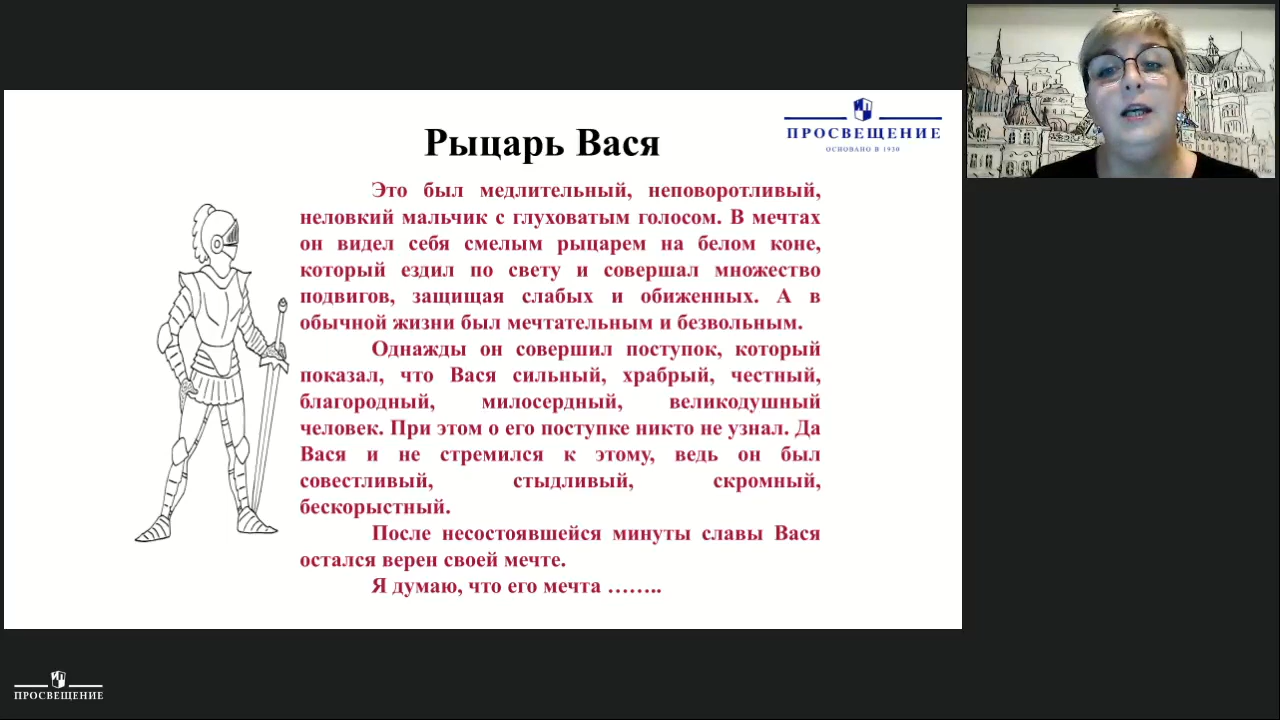 Рыцарь Вася
ПРОСВЕЩЕНИЕ
ОСНОВАНО В 1930
Это был медлительный, неповоротливый,
неловкий мальчик с глуховатым голосом. В мечтах
он видел себя смелым рыцарем на белом коне,
который ездил по свету и совершал множество
подвигов, защищая слабых и обиженных. А в
обычной жизни был мечтательным и безвольным.
Однажды он совершил поступок, который
показал, что Вася сильный, храбрый, честный,
благородный, милосердный, великодушный
человек. При этом о его поступке никто не узнал. Да
Вася и не стремился к этому, ведь он был
совестливый, стыдливый, скромный,
бескорыстный.
После несостоявшейся минуты славы Вася
остался верен своей мечте.
Я думаю, что его мечта ……..
ПРОСВЕЩЕНИЕ